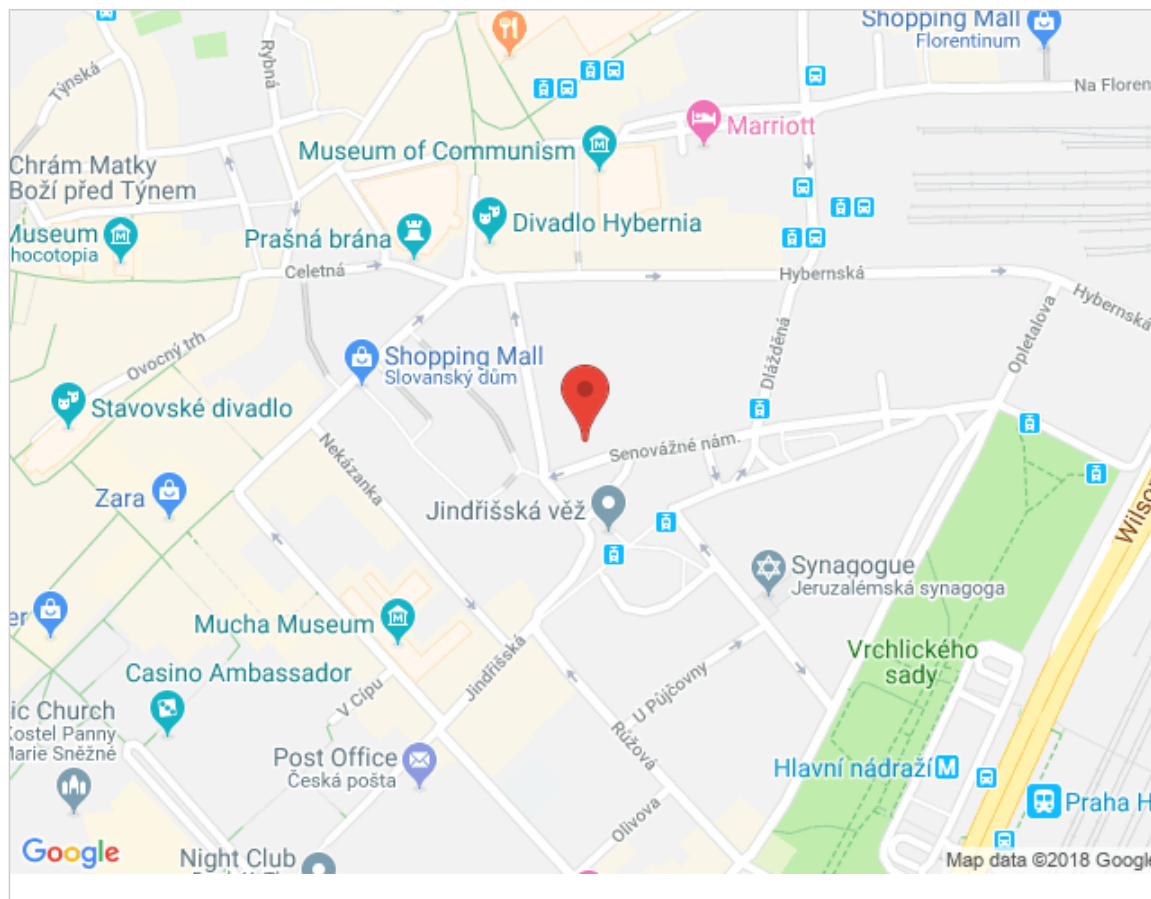 Shopping Mall
Florentinum
Týnská
Rybná
Na Floren
Marriott
Museum of Communism
Chrám Matky
Boží před Týnem
Museum
hocotopia
Prašná brána
Divadlo Hybernia
Celetná
Hybernská
Hybernská
Opletalova
Ovocný trh
Dlážděná
Shopping Mall
Slovanský dům
Stavovské divadlo
Nekázanka
Senovážné nám.
Zara
Jindřišská věž
Wilso
Synagogue
Jeruzalémská synagoga
er
Mucha Museum
Vrchlického
sady
Casino Ambassador
Jindřišská
U Půjčovny
V Cípu
ic Church
Kostel Panny
Marie Sněžné
Post Office
Česká pošta
Růžová
Hlavní nádraží M
Praha H
Olivova
Google
Night Club
Map data ©2018 Google